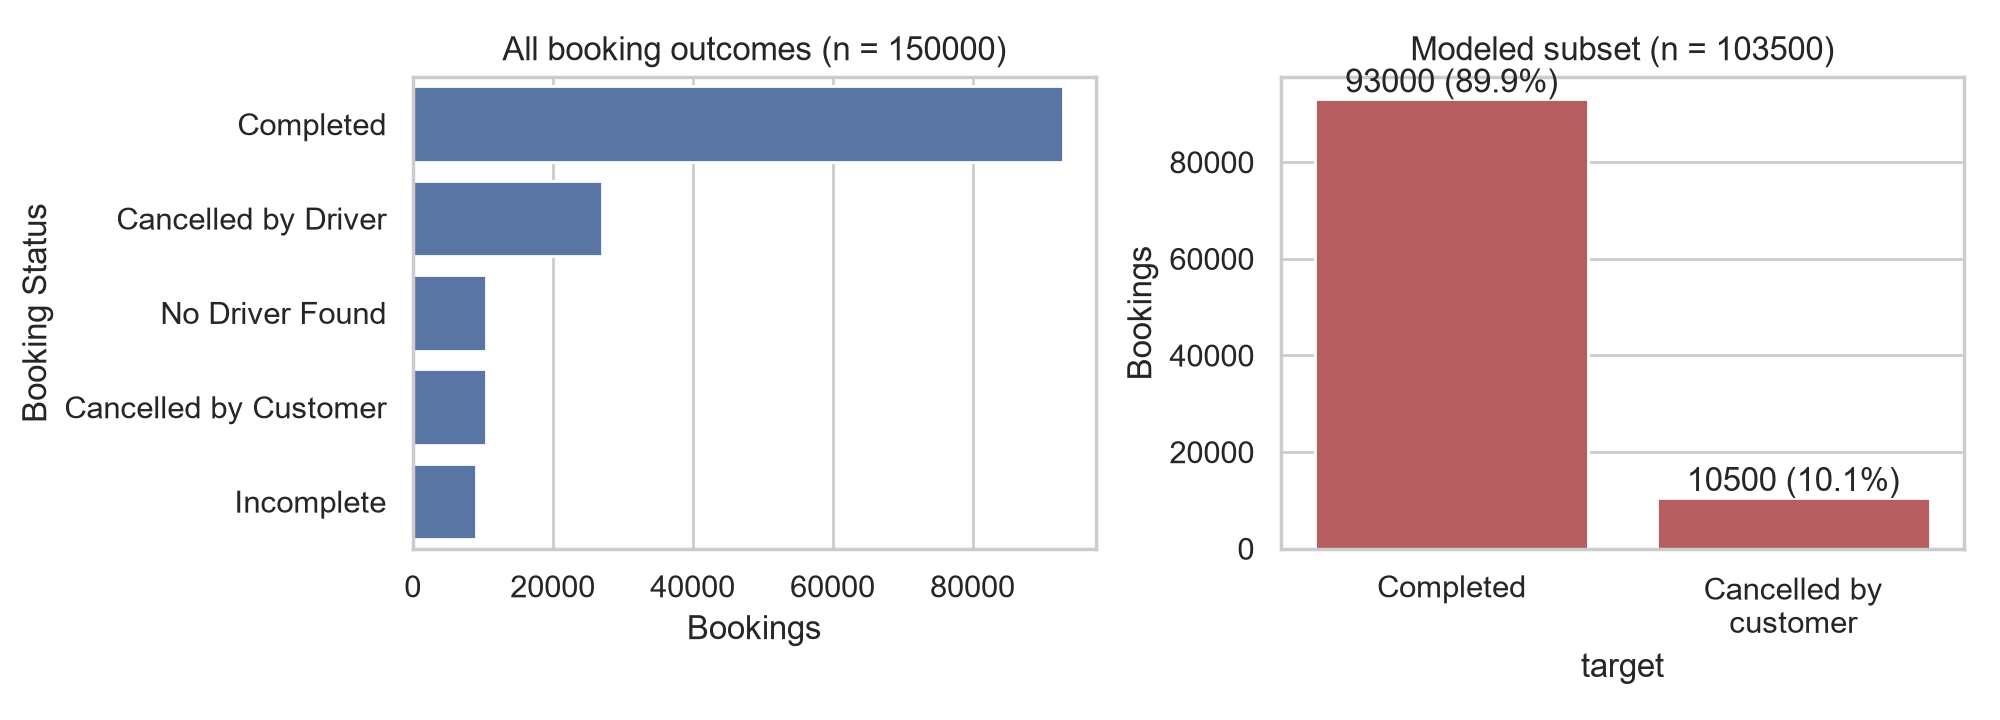 All booking outcomes (n = 150000)
Booking Status
Completed
Cancelled by Driver
No Driver Found
Cancelled by Customer
Incomplete
0
20000
40000
60000
80000
Bookings
Modeled subset (n = 103500)
93000 (89.9%)
10500 (10.1%)
Bookings
80000
60000
40000
20000
0
Completed
Cancelled by
customer
target